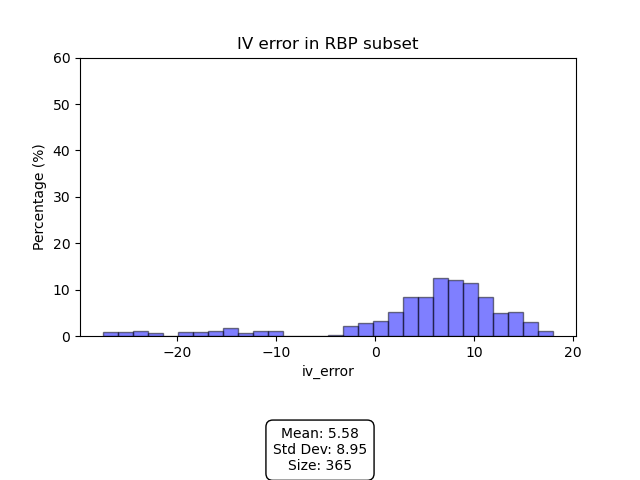 IV error in RBP subset
60
50
40
30
20
10
0
Percentage (%)
−20
−10
0
10
20
iv_error
Mean: 5.58
Std Dev: 8.95
Size: 365